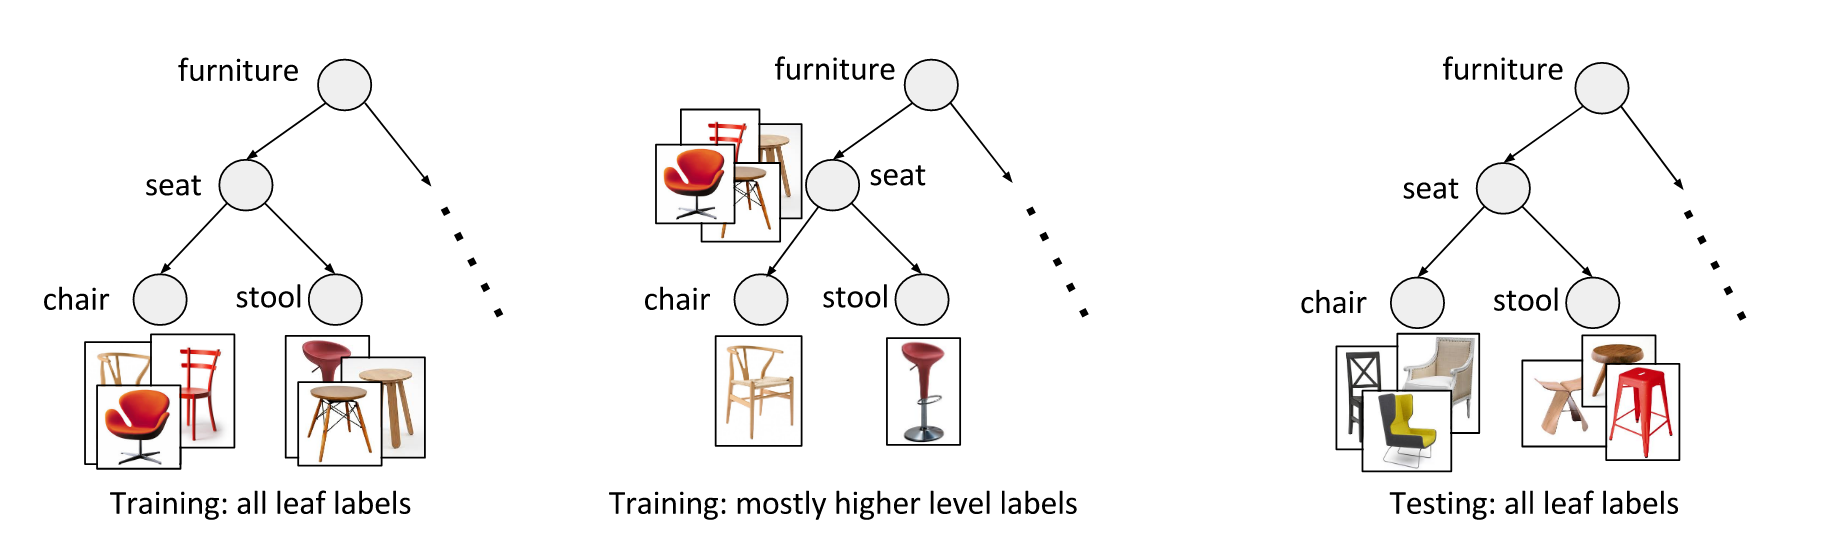 furniture
seat
chair
stool
Training: all leaf labels
furniture
seat
chair
stool
Training: mostly higher level labels
furniture
seat
chair
stool
Testing: all leaf labels